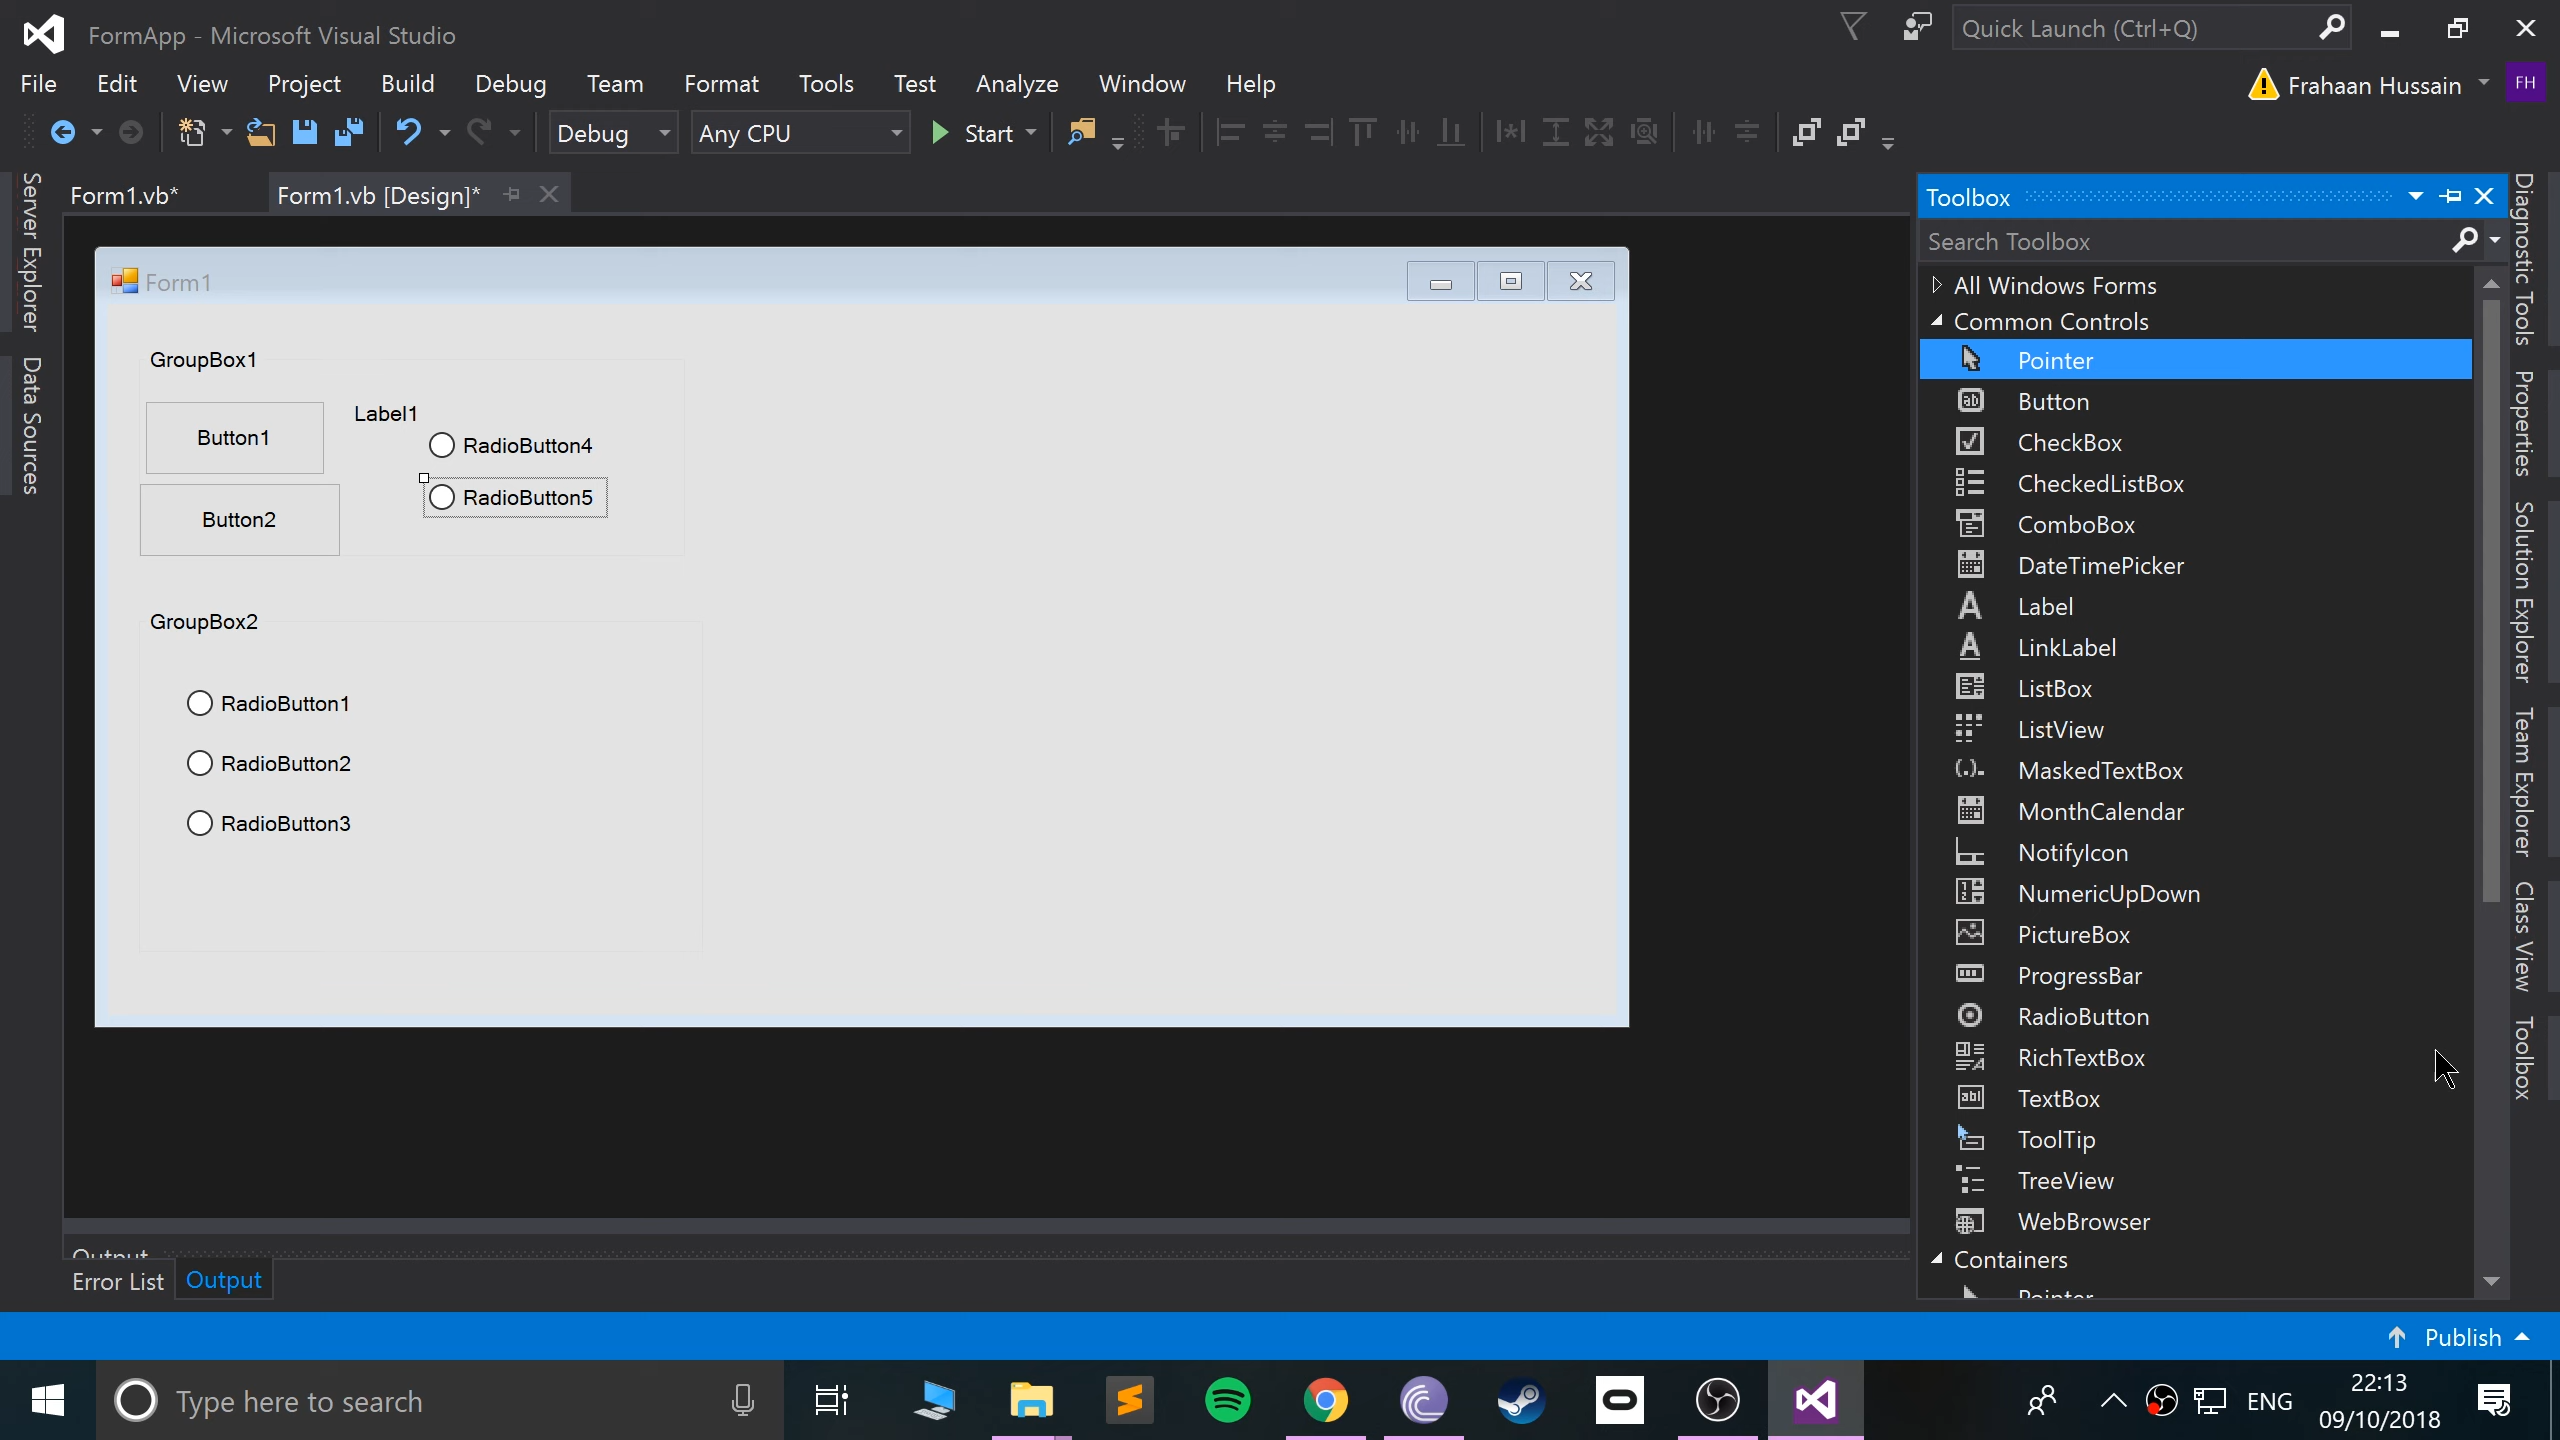 FormApp - Microsoft Visual Studio
Quick Launch (Ctrl+Q)
File Edit View Project Build Debug Team Format Tools Test Analyze Window Help
Frahaan Hussain
FH
Debug
Any CPU
Start
Server Explorer
Data Sources
Form1.vb*
Form1.vb [Design]*
Form1
GroupBox1
Button1
Label1
RadioButton4
RadioButton5
Button2
GroupBox2
RadioButton1
RadioButton2
RadioButton3
Output
Error List
Output
Toolbox
Search Toolbox
All Windows Forms
Common Controls
Pointer
Button
CheckBox
CheckedListBox
ComboBox
DateTimePicker
Label
LinkLabel
ListBox
ListView
MaskedTextBox
MonthCalendar
NotifyIcon
NumericUpDown
PictureBox
ProgressBar
RadioButton
RichTextBox
TextBox
ToolTip
TreeView
WebBrowser
Containers
Pointer
Diagnostic Tools
Properties
Solution Explorer
Team Explorer
Class View
Toolbox
Publish
Type here to search
ENG
22:13
09/10/2018